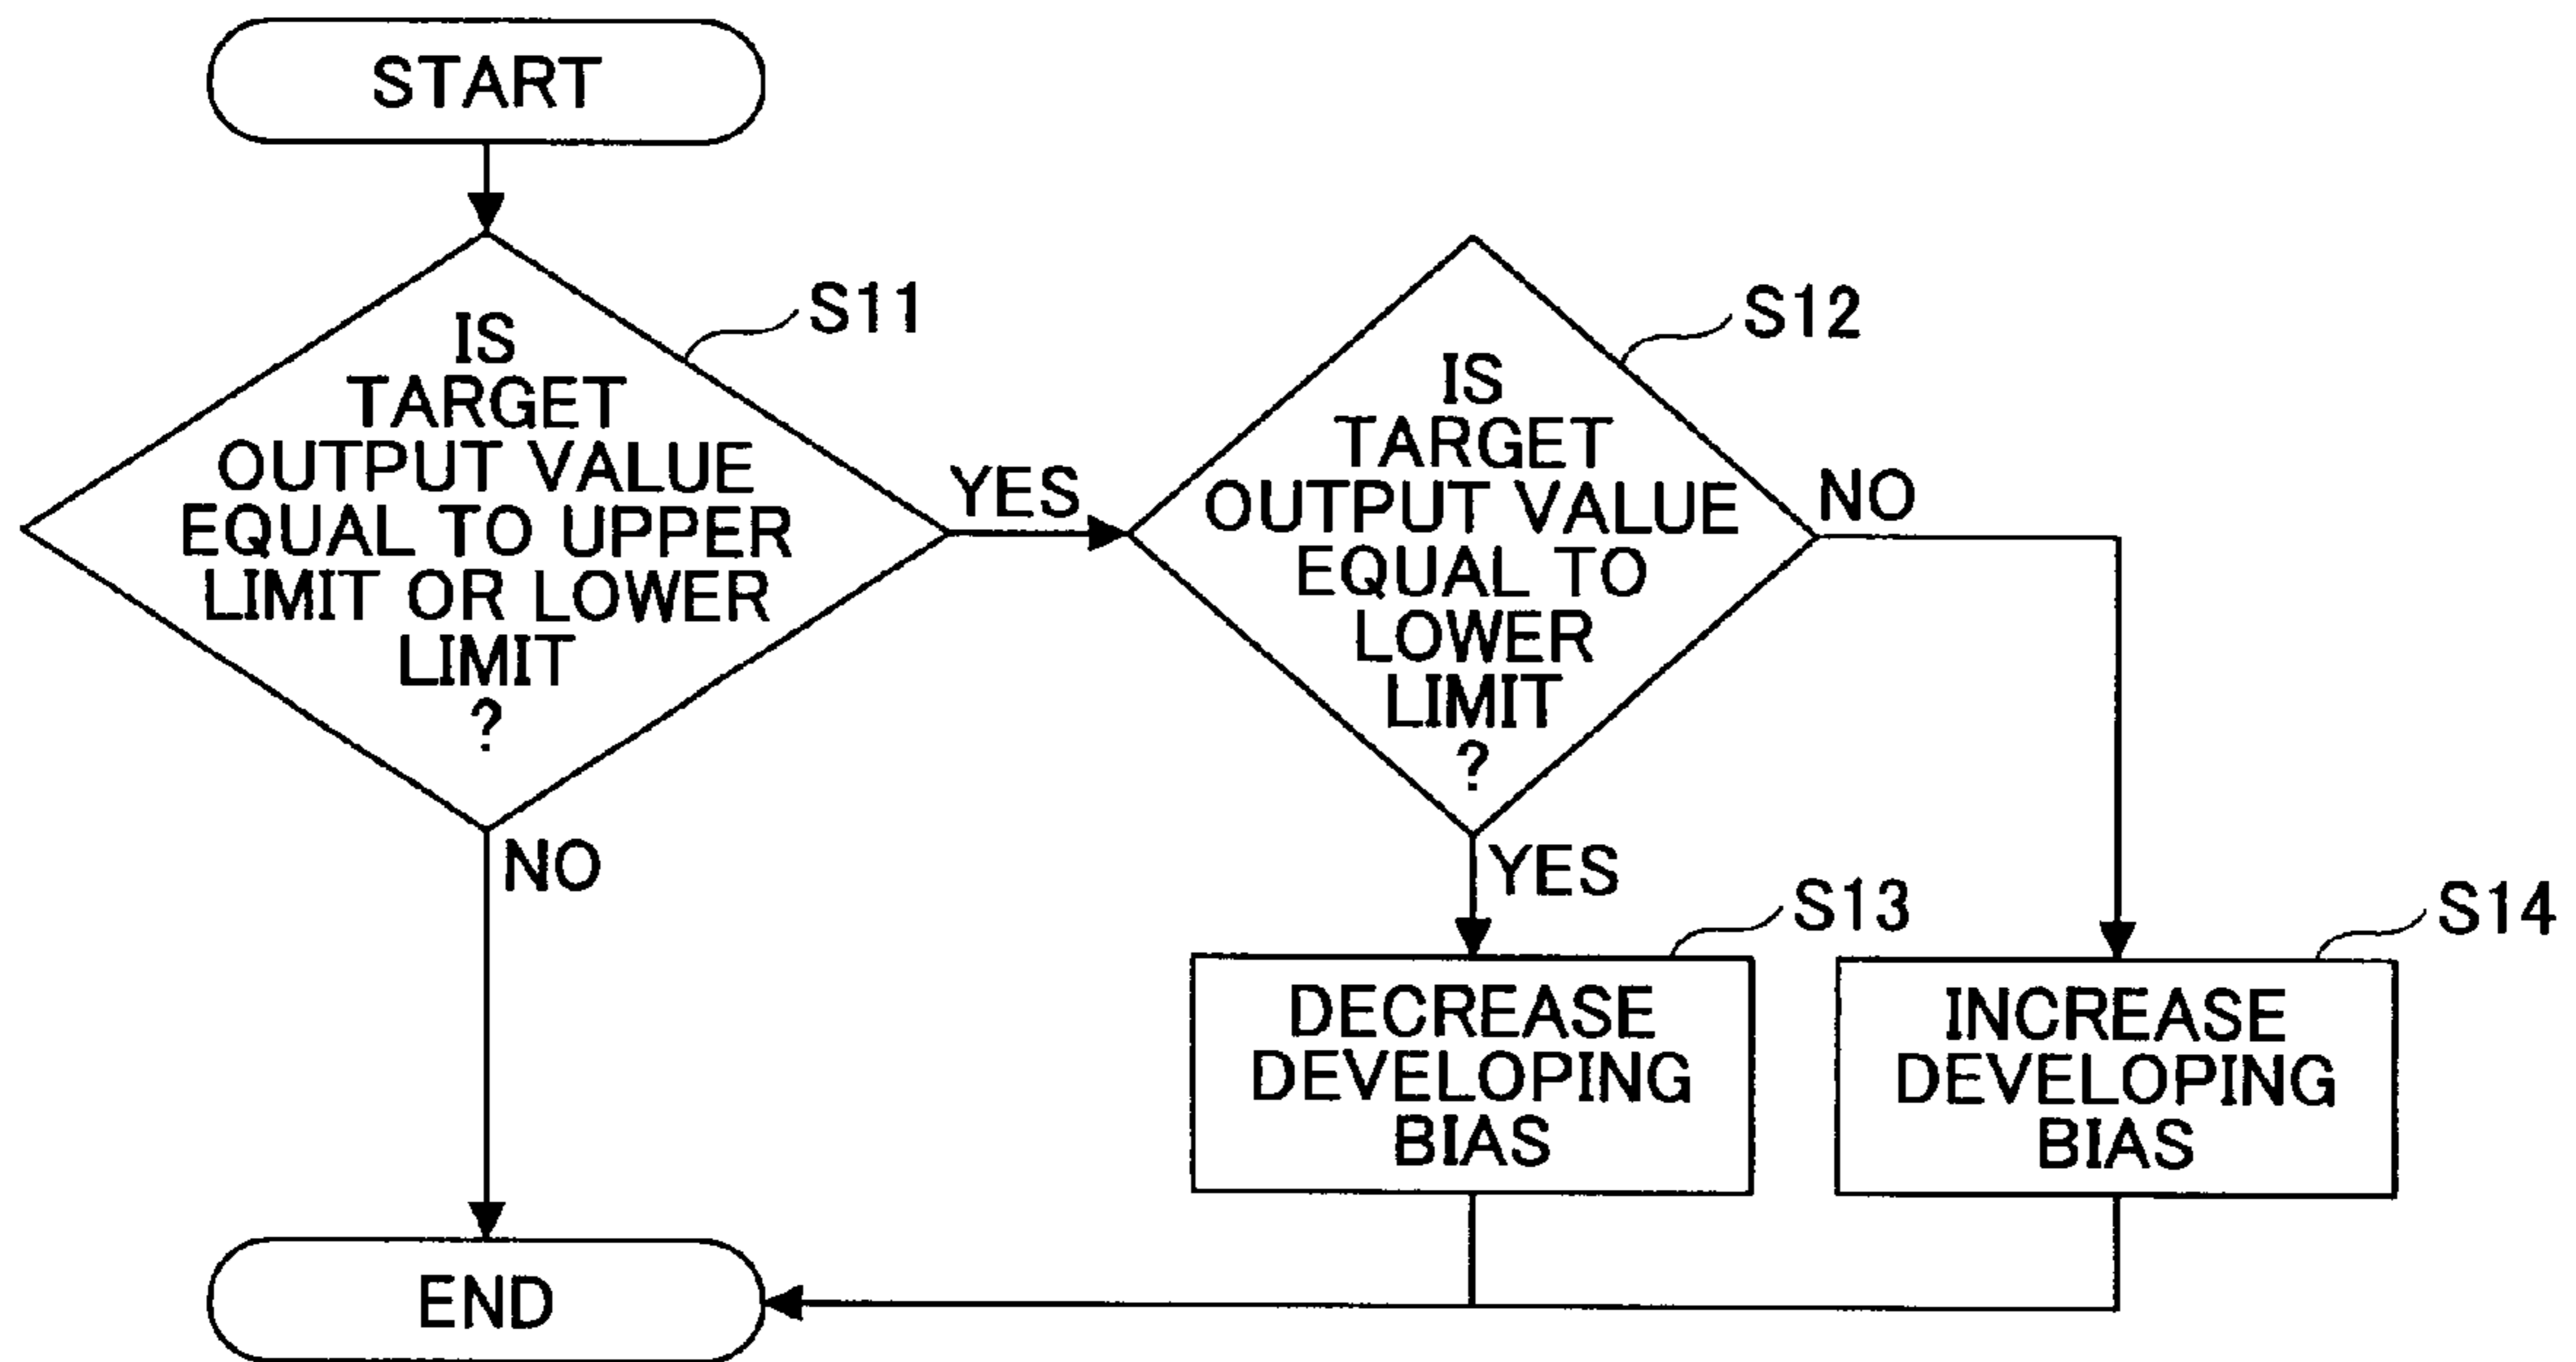 START
S11
IS
TARGET
OUTPUT VALUE
EQUAL TO UPPER
LIMIT OR LOWER
LIMIT
?
YES
NO
S12
IS
TARGET
OUTPUT VALUE
EQUAL TO
LOWER
LIMIT
?
NO
YES
S13
DECREASE
DEVELOPING
BIAS
S14
INCREASE
DEVELOPING
BIAS
END